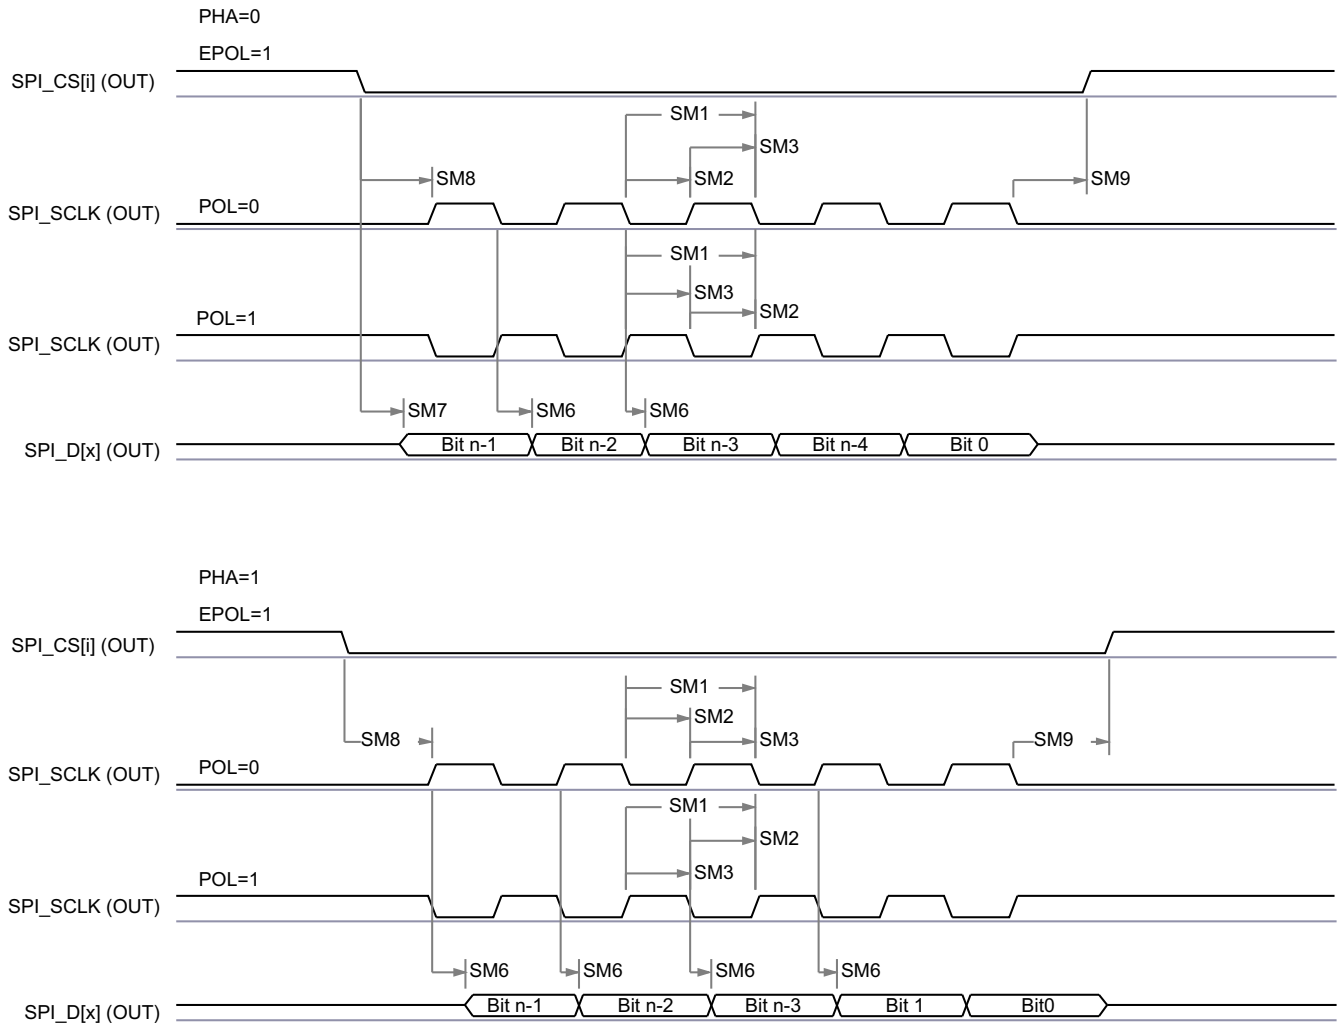 PHA=0
EPOL=1
SPI_CS[i] (OUT)
SM1
SM3
SM8
SM2
SM9
SPI_SCLK (OUT)
POL=0
SM1
SM3
SM2
POL=1
SPI_SCLK (OUT)
SM7
SM6
SM6
SPI_D[x] (OUT)
Bit n-1
Bit n-2
Bit n-3
Bit n-4
Bit 0
PHA=1
EPOL=1
SPI_CS[i] (OUT)
SM1
SM2
SM8
SM3
SM9
SPI_SCLK (OUT)
POL=0
SM1
SM2
SM3
POL=1
SPI_SCLK (OUT)
SM6
SM6
SM6
SM6
SPI_D[x] (OUT)
Bit n-1
Bit n-2
Bit n-3
Bit 1
Bit0